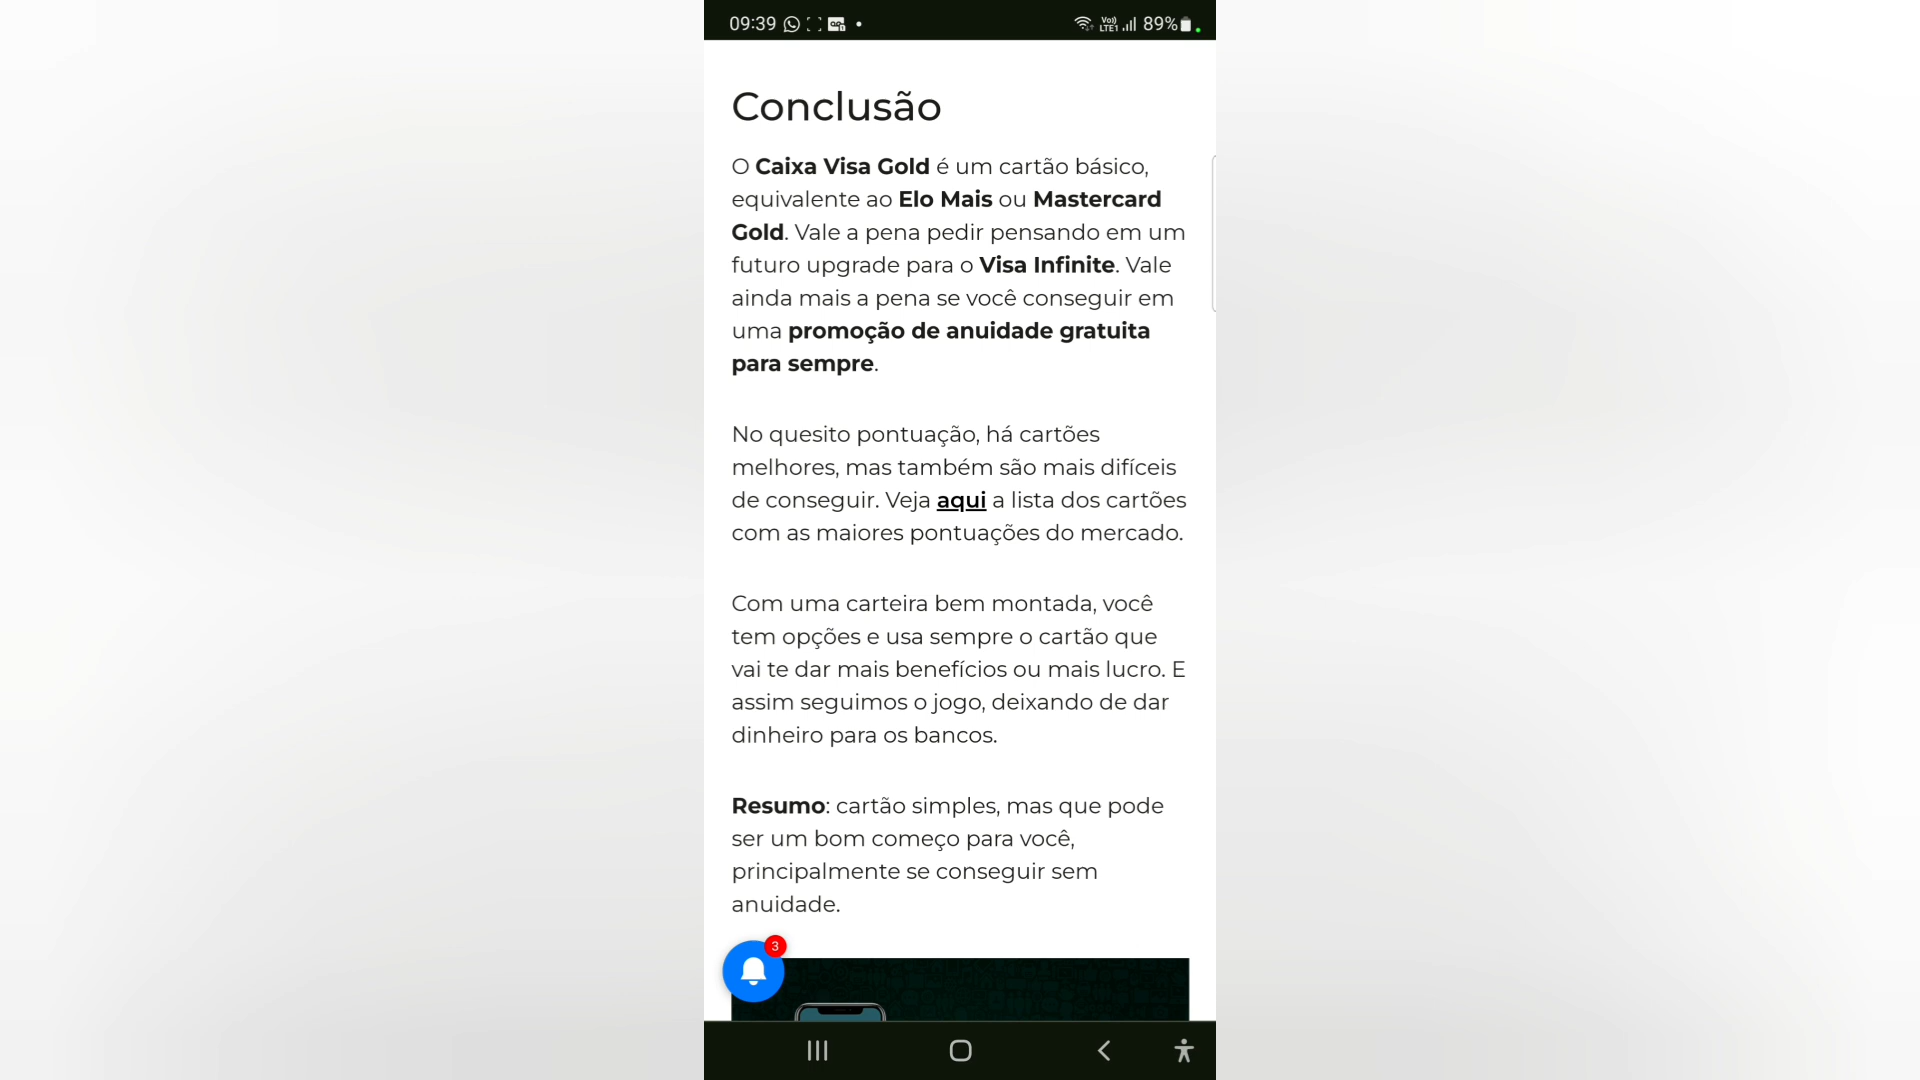 09:39
Vo)) LTE1 89%
Conclusão
O Caixa Visa Gold é um cartão básico,
equivalente ao Elo Mais ou Mastercard
Gold. Vale a pena pedir pensando em um
futuro upgrade para o Visa Infinite. Vale
ainda mais a pena se você conseguir em
uma promoção de anuidade gratuita
para sempre.
No quesito pontuação, há cartões
melhores, mas também são mais difíceis
de conseguir. Veja aqui a lista dos cartões
com as maiores pontuações do mercado.
Com uma carteira bem montada, você
tem opções e usa sempre o cartão que
vai te dar mais benefícios ou mais lucro. E
assim seguimos o jogo, deixando de dar
dinheiro para os bancos.
Resumo: cartão simples, mas que pode
ser um bom começo para você,
principalmente se conseguir sem
anuidade.
3